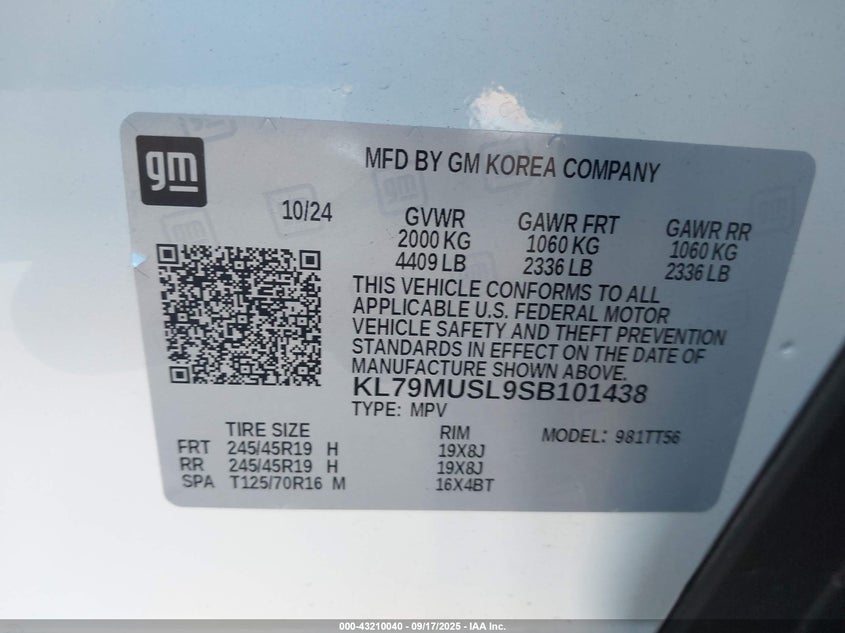 gm
MFD BY GM KOREA COMPANY
10/24
GVWR GAWR FRT GAWR RR
2000 KG 1060 KG 1060 KG
4409 LB 2336 LB 2336 LB
THIS VEHICLE CONFORMS TO ALL
APPLICABLE U.S. FEDERAL MOTOR
VEHICLE SAFETY AND THEFT PREVENTION
STANDARDS IN EFFECT ON THE DATE OF
MANUFACTURE SHOWN ABOVE.
KL79MUSL9SB101438
TYPE: MPV
TIRE SIZE RIM MODEL: 981TT56
FRT 245/45R19 H 19X8J
RR 245/45R19 H 19X8J
SPA T125/70R16 M 16X4BT
000-43210040 - 09/17/2025 - IAA Inc.